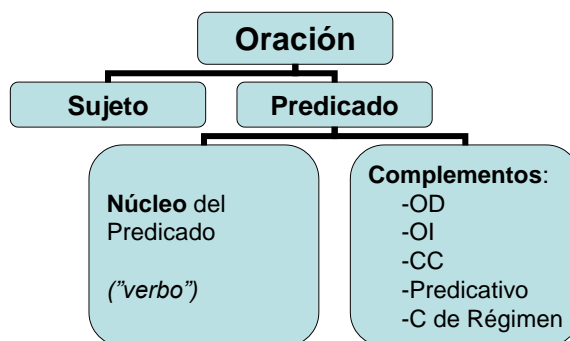 Oración
Sujeto
Predicado
Núcleo del
Predicado
(”verbo”)
Complementos:
-OD
-OI
-CC
-Predicativo
-C de Régimen